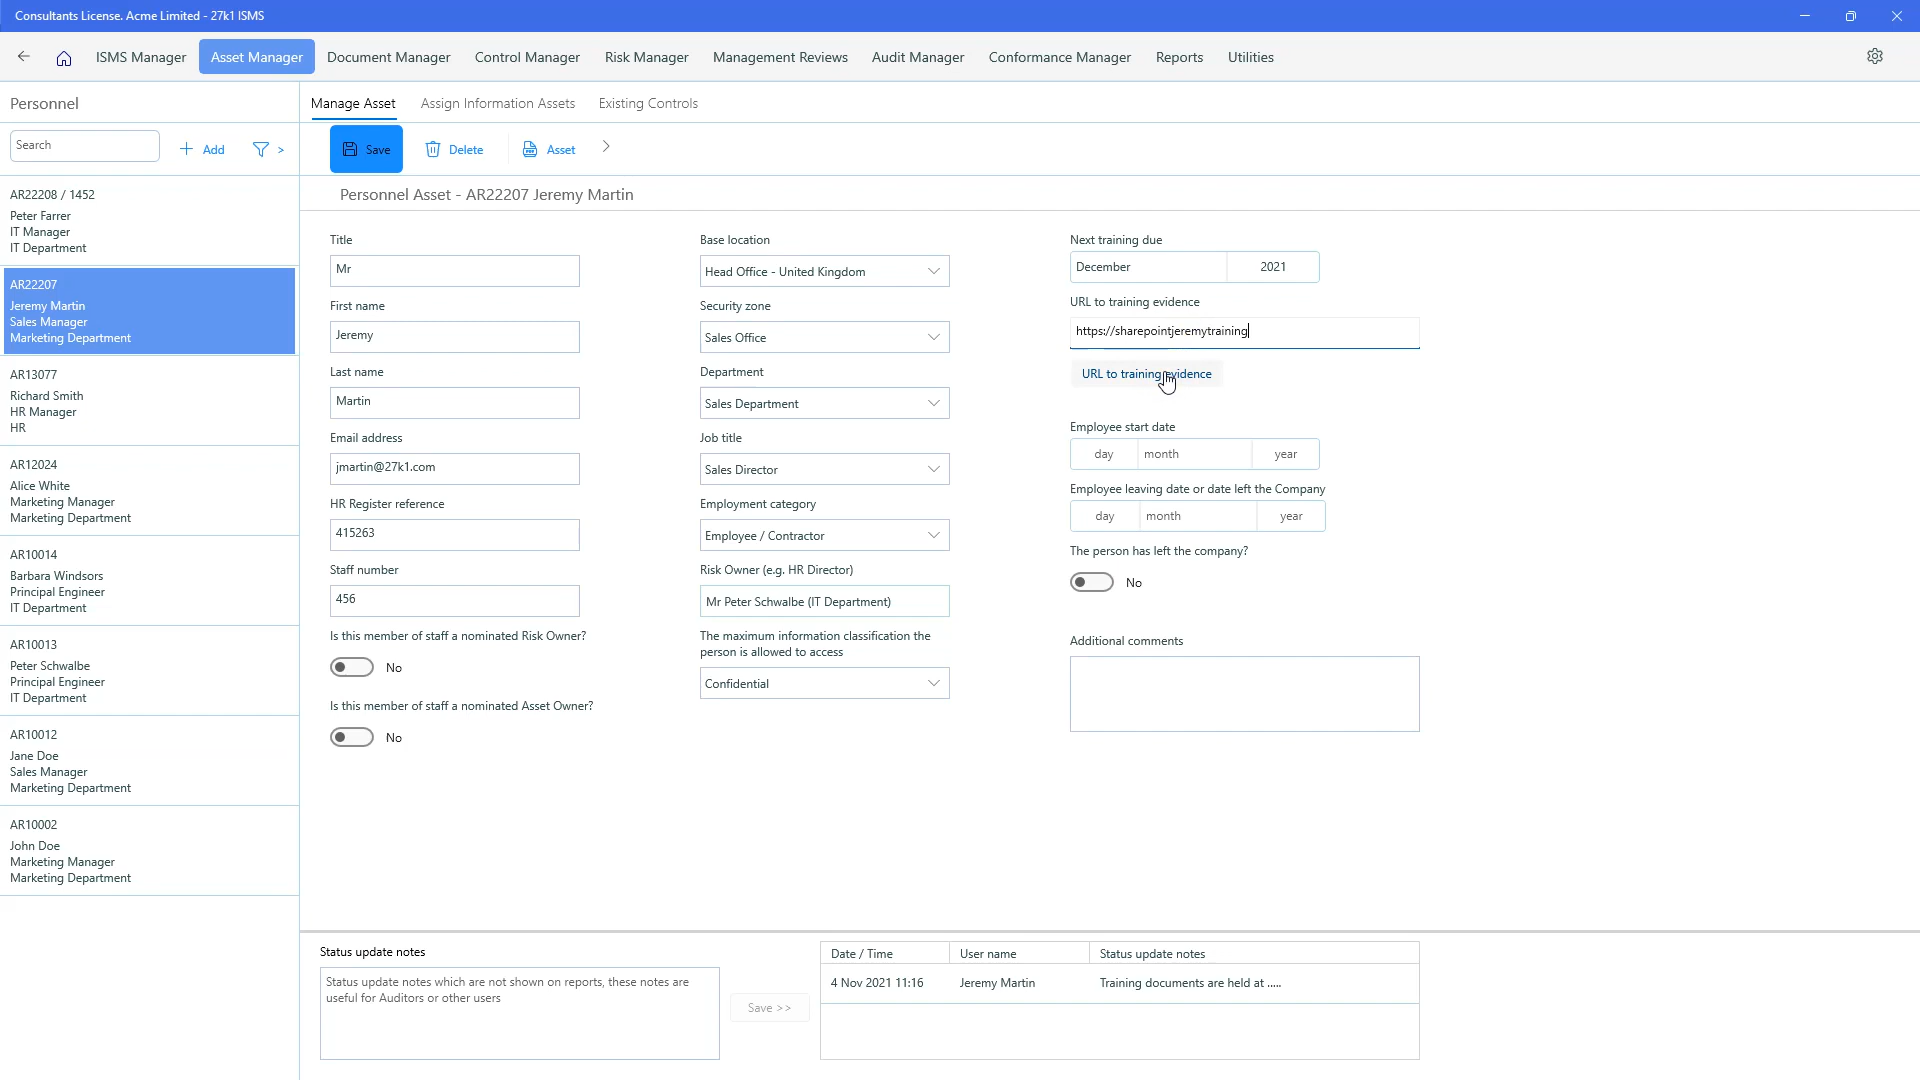 Consultants License. Acme Limited - 27k1 ISMS
ISMS Manager
Asset Manager
Document Manager
Control Manager
Risk Manager
Management Reviews
Audit Manager
Conformance Manager
Reports
Utilities
Personnel
Manage Asset
Assign Information Assets
Existing Controls
Search
Add
>
Save
Delete
Asset
AR22208 / 1452
Peter Farrer
IT Manager
IT Department
AR22207
Jeremy Martin
Sales Manager
Marketing Department
AR13077
Richard Smith
HR Manager
HR
AR12024
Alice White
Marketing Manager
Marketing Department
AR10014
Barbara Windsors
Principal Engineer
IT Department
AR10013
Peter Schwalbe
Principal Engineer
IT Department
AR10012
Jane Doe
Sales Manager
Marketing Department
AR10002
John Doe
Marketing Manager
Marketing Department
Personnel Asset - AR22207 Jeremy Martin
Title
Mr
First name
Jeremy
Last name
Martin
Email address
jmartin@27k1.com
HR Register reference
415263
Staff number
456
Is this member of staff a nominated Risk Owner?
No
Is this member of staff a nominated Asset Owner?
No
Base location
Head Office - United Kingdom
Security zone
Sales Office
Department
Sales Department
Job title
Sales Director
Employment category
Employee / Contractor
Risk Owner (e.g. HR Director)
Mr Peter Schwalbe (IT Department)
The maximum information classification the
person is allowed to access
Confidential
Next training due
December 2021
URL to training evidence
https://sharepointjeremytraining
URL to training evidence
Employee start date
day month year
Employee leaving date or date left the Company
day month year
The person has left the company?
No
Additional comments
Status update notes
Status update notes which are not shown on reports, these notes are
useful for Auditors or other users
Save >>
Date / Time User name Status update notes
4 Nov 2021 11:16 Jeremy Martin Training documents are held at .....